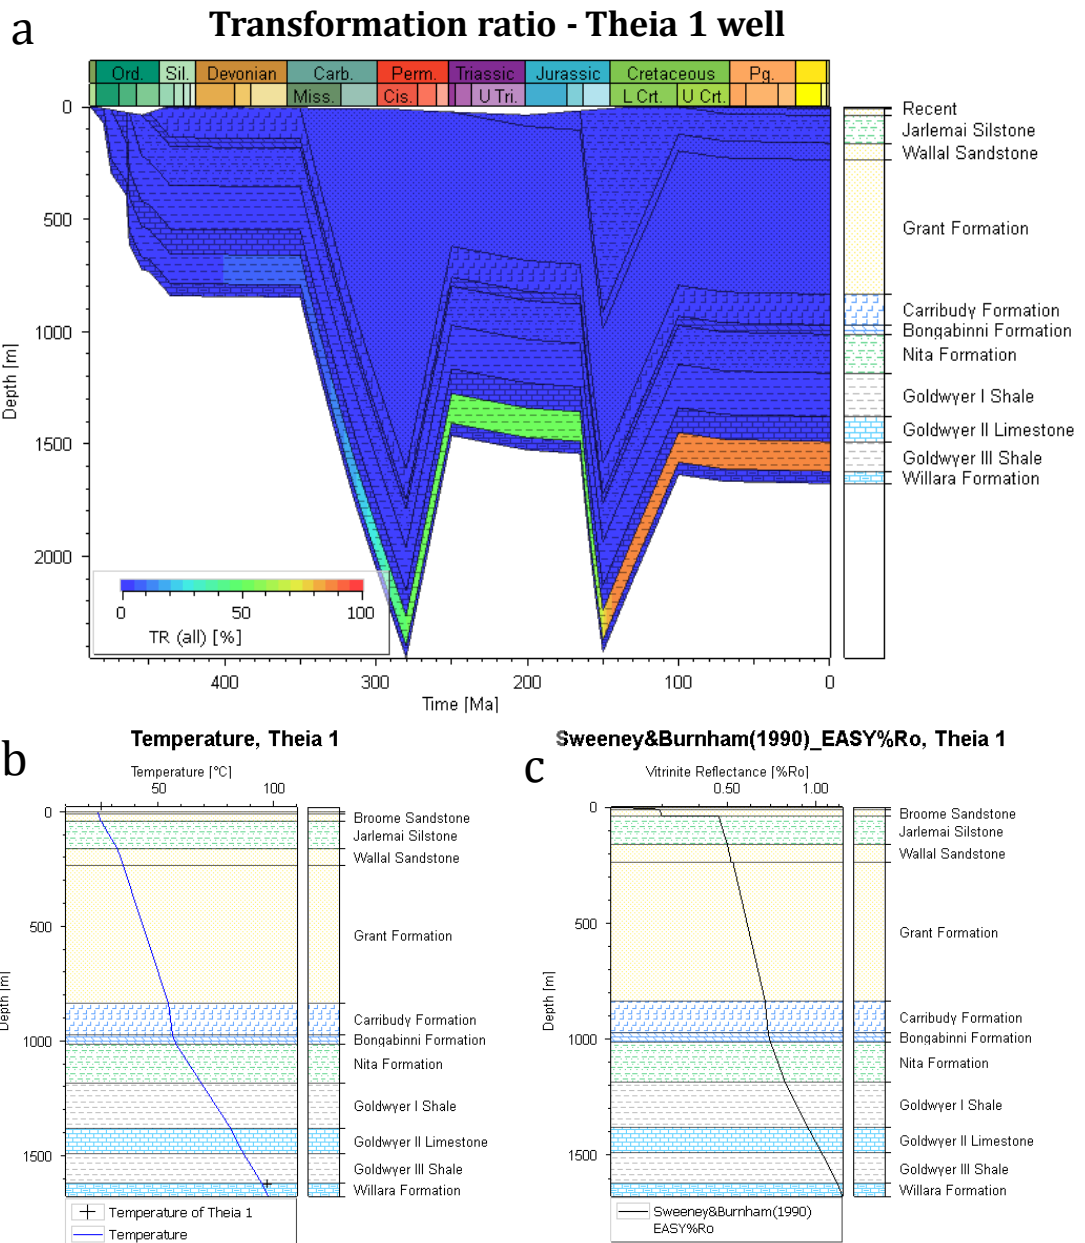 a
Transformation ratio - Theia 1 well
Ord.
Sil.
Devonian
Carb.
Perm.
Triassic
Jurassic
Cretaceous
Pg.
Miss.
Cis.
U Tri.
L Crt.
U Crt.
0
500
1000
1500
2000
Depth [m]
Recent
Jarlemai Silstone
Wallal Sandstone
Grant Formation
Carribudy Formation
Bongabinni Formation
Nita Formation
Goldwyer I Shale
Goldwyer II Limestone
Goldwyer III Shale
Willara Formation
0 50 100
TR (all) [%]
400 300 200 100 0
Time [Ma]
b
Temperature, Theia 1
Temperature [°C]
50 100
0
500
1000
1500
Depth [m]
Broome Sandstone
Jarlemai Silstone
Wallal Sandstone
Grant Formation
Carribudy Formation
Bongabinni Formation
Nita Formation
Goldwyer I Shale
Goldwyer II Limestone
Goldwyer III Shale
Willara Formation
Temperature of Theia 1
Temperature
c
Sweeney&Burnham(1990)_EASY%Ro, Theia 1
Vitrinite Reflectance [%Ro]
0.50 1.00
0
500
1000
1500
Depth [m]
Broome Sandstone
Jarlemai Silstone
Wallal Sandstone
Grant Formation
Carribudy Formation
Bongabinni Formation
Nita Formation
Goldwyer I Shale
Goldwyer II Limestone
Goldwyer III Shale
Willara Formation
Sweeney&Burnham(1990)
EASY%Ro